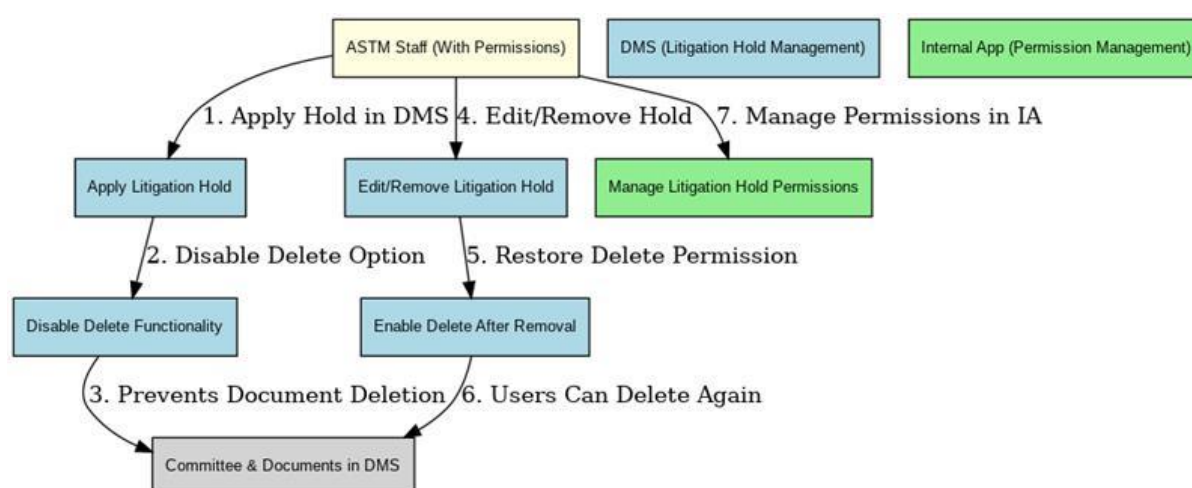 ASTM Staff (With Permissions)
DMS (Litigation Hold Management)
Internal App (Permission Management)
1. Apply Hold in DMS
4. Edit/Remove Hold
7. Manage Permissions in IA
Apply Litigation Hold
Edit/Remove Litigation Hold
Manage Litigation Hold Permissions
2. Disable Delete Option
5. Restore Delete Permission
Disable Delete Functionality
Enable Delete After Removal
3. Prevents Document Deletion
6. Users Can Delete Again
Committee & Documents in DMS